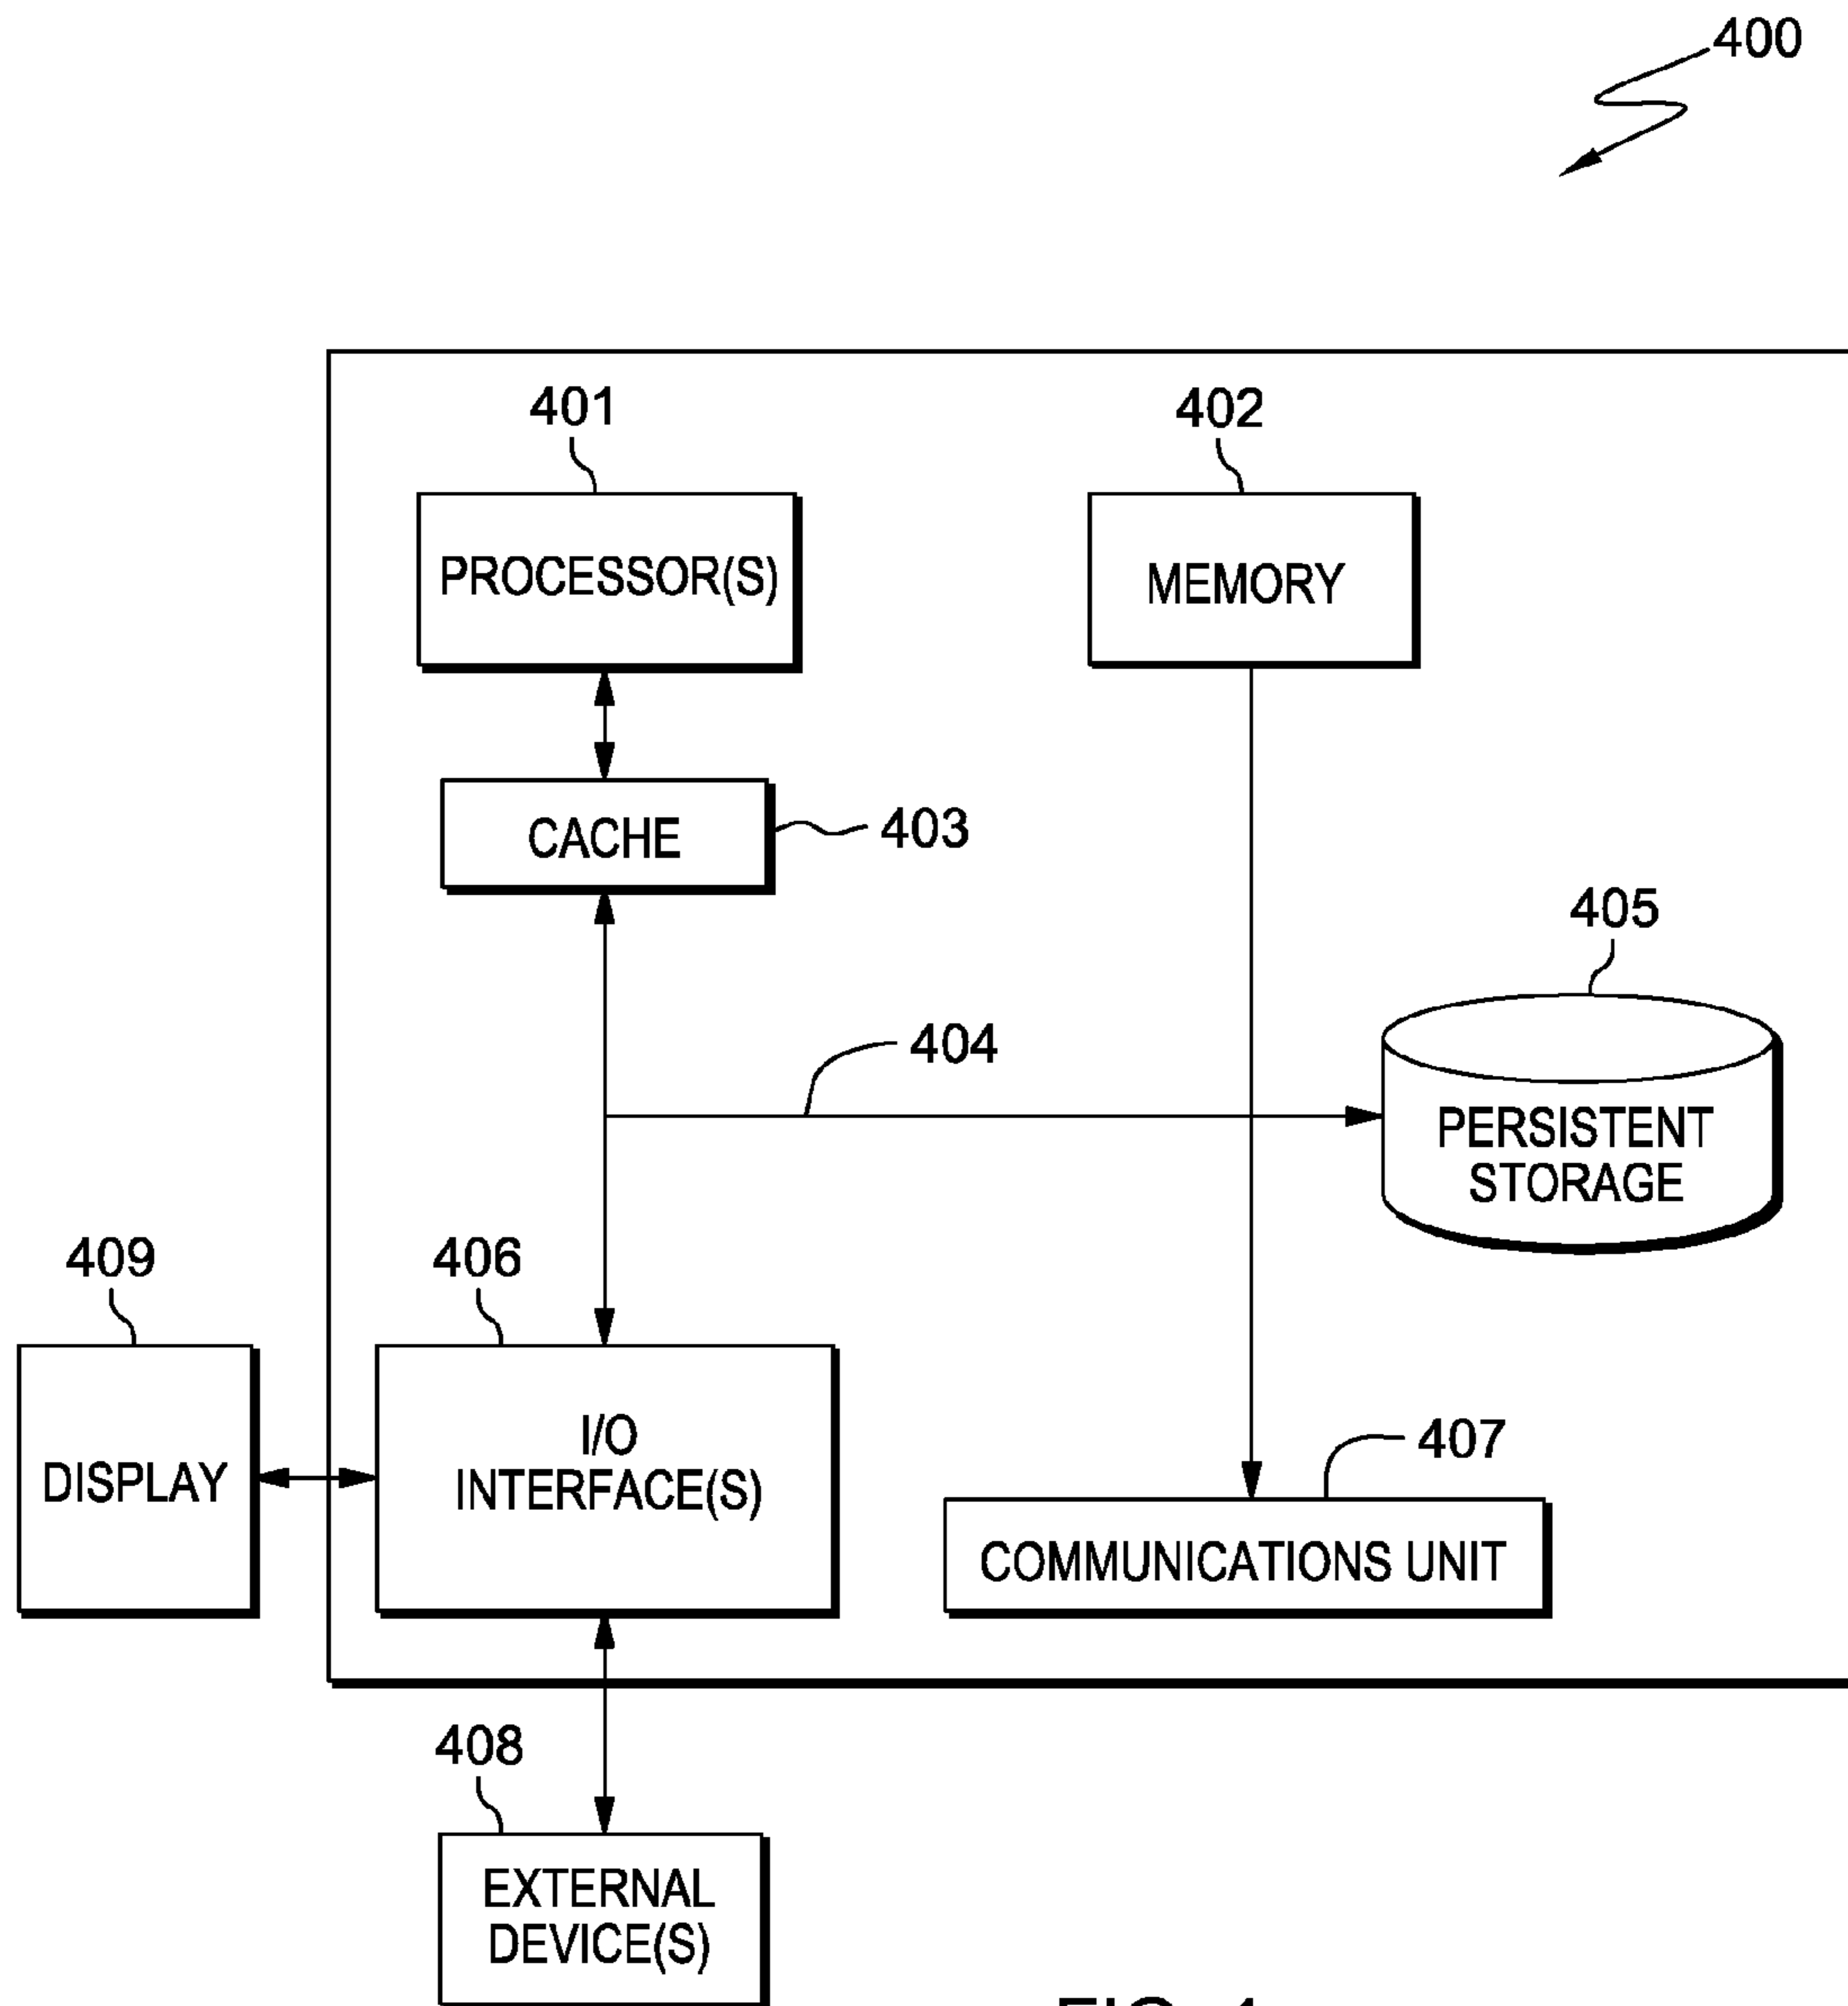 400
401
402
PROCESSOR(S)
MEMORY
CACHE
403
405
404
PERSISTENT
STORAGE
409
406
I/O
INTERFACE(S)
DISPLAY
407
COMMUNICATIONS UNIT
408
EXTERNAL
DEVICE(S)